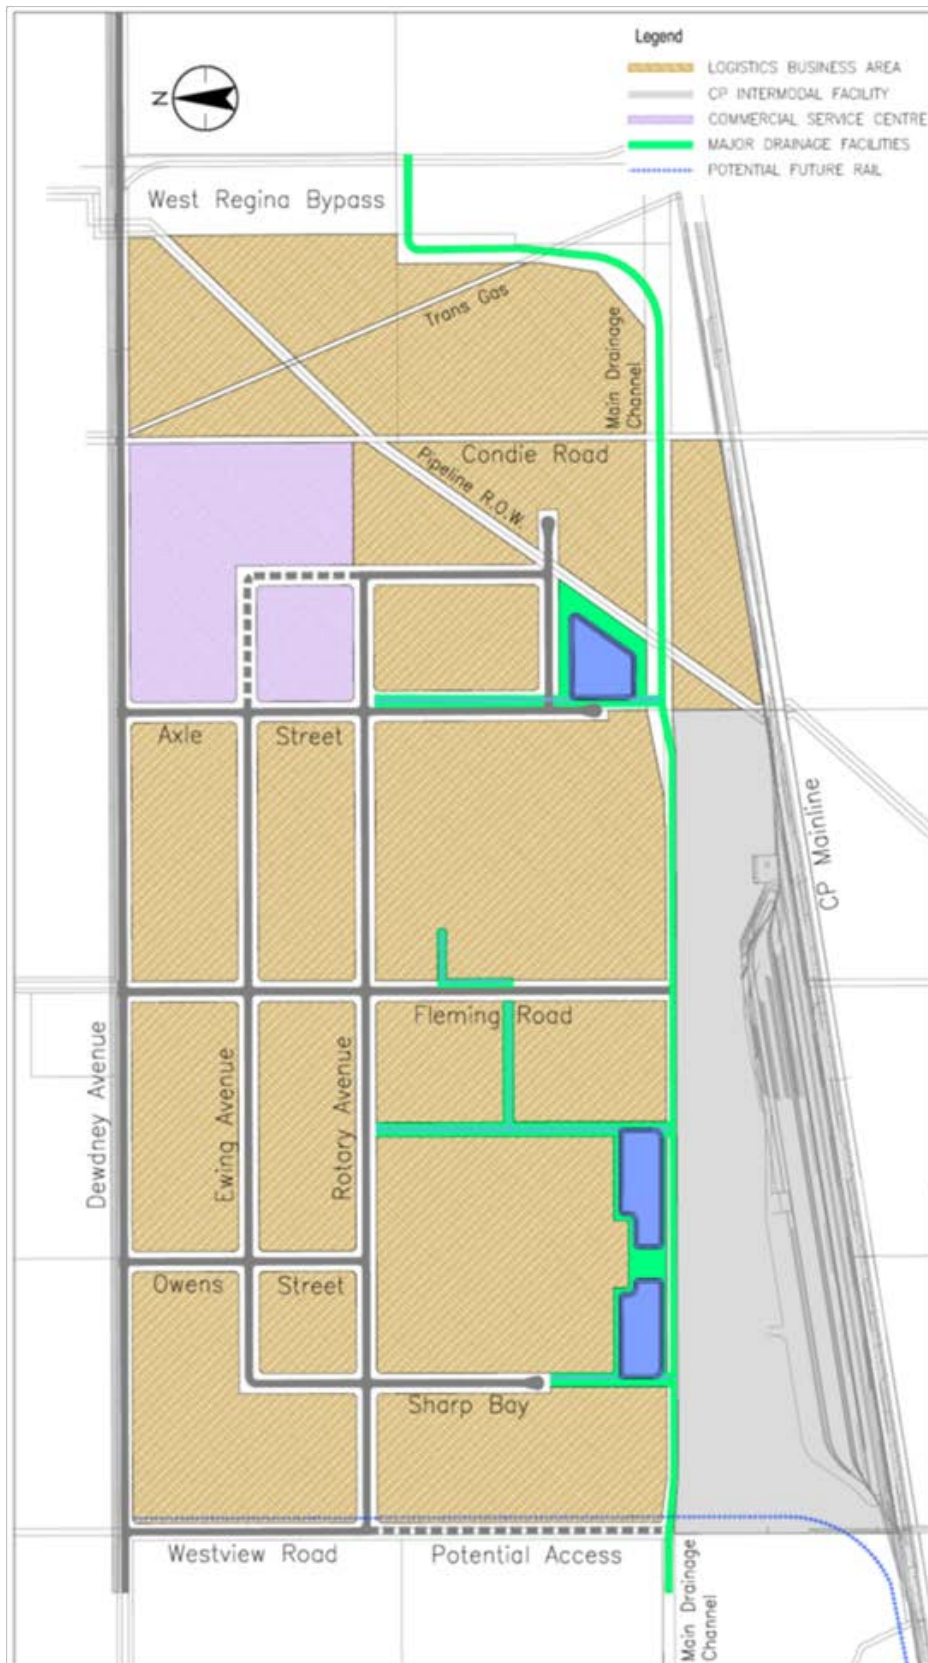 Legend
LOGISTICS BUSINESS AREA
CP INTERMODAL FACILITY
COMMERCIAL SERVICE CENTRE
MAJOR DRAINAGE FACILITIES
POTENTIAL FUTURE RAIL
N
West Regina Bypass
Trans Gas
Main Drainage
Channel
Condie Road
Pipeline R.O.W.
Axle Street
CP Mainline
Fleming Road
Dewdney Avenue
Ewing Avenue
Rotary Avenue
Owens Street
Sharp Bay
Westview Road
Potential Access
Main Drainage
Channel